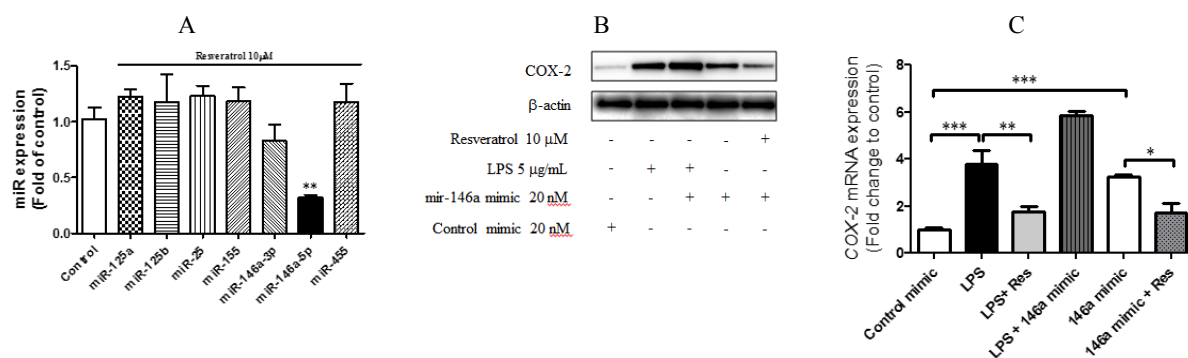 A
Resveratrol 10µM
miR expression
(Fold of control)
1.5
1.0
0.5
0.0
**
Control
miR-125a
miR-125b
miR-25
miR-155
miR-146a-3p
miR-146a-5p
miR-455
B
COX-2
β-actin
Resveratrol 10 µM - - - - +
LPS 5 µg/mL - + + - -
mir-146a mimic 20 nM - - + + +
Control mimic 20 nM + - - - -
C
COX-2 mRNA expression
(Fold change to control)
8
6
4
2
0
***
***
**
*
Control mimic
LPS
LPS+ Res
LPS + 146a mimic
146a mimic
146a mimic + Res